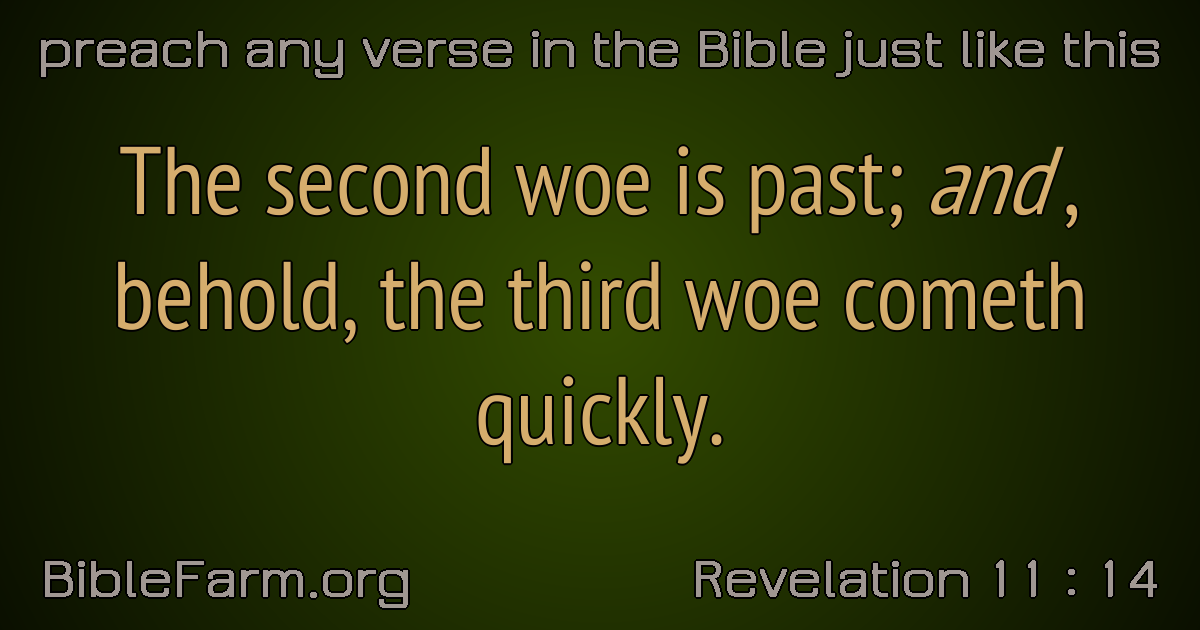 preach any verse in the Bible just like this
The second woe is past; and,
behold, the third woe cometh
quickly.
BibleFarm.org
Revelation 11 : 14